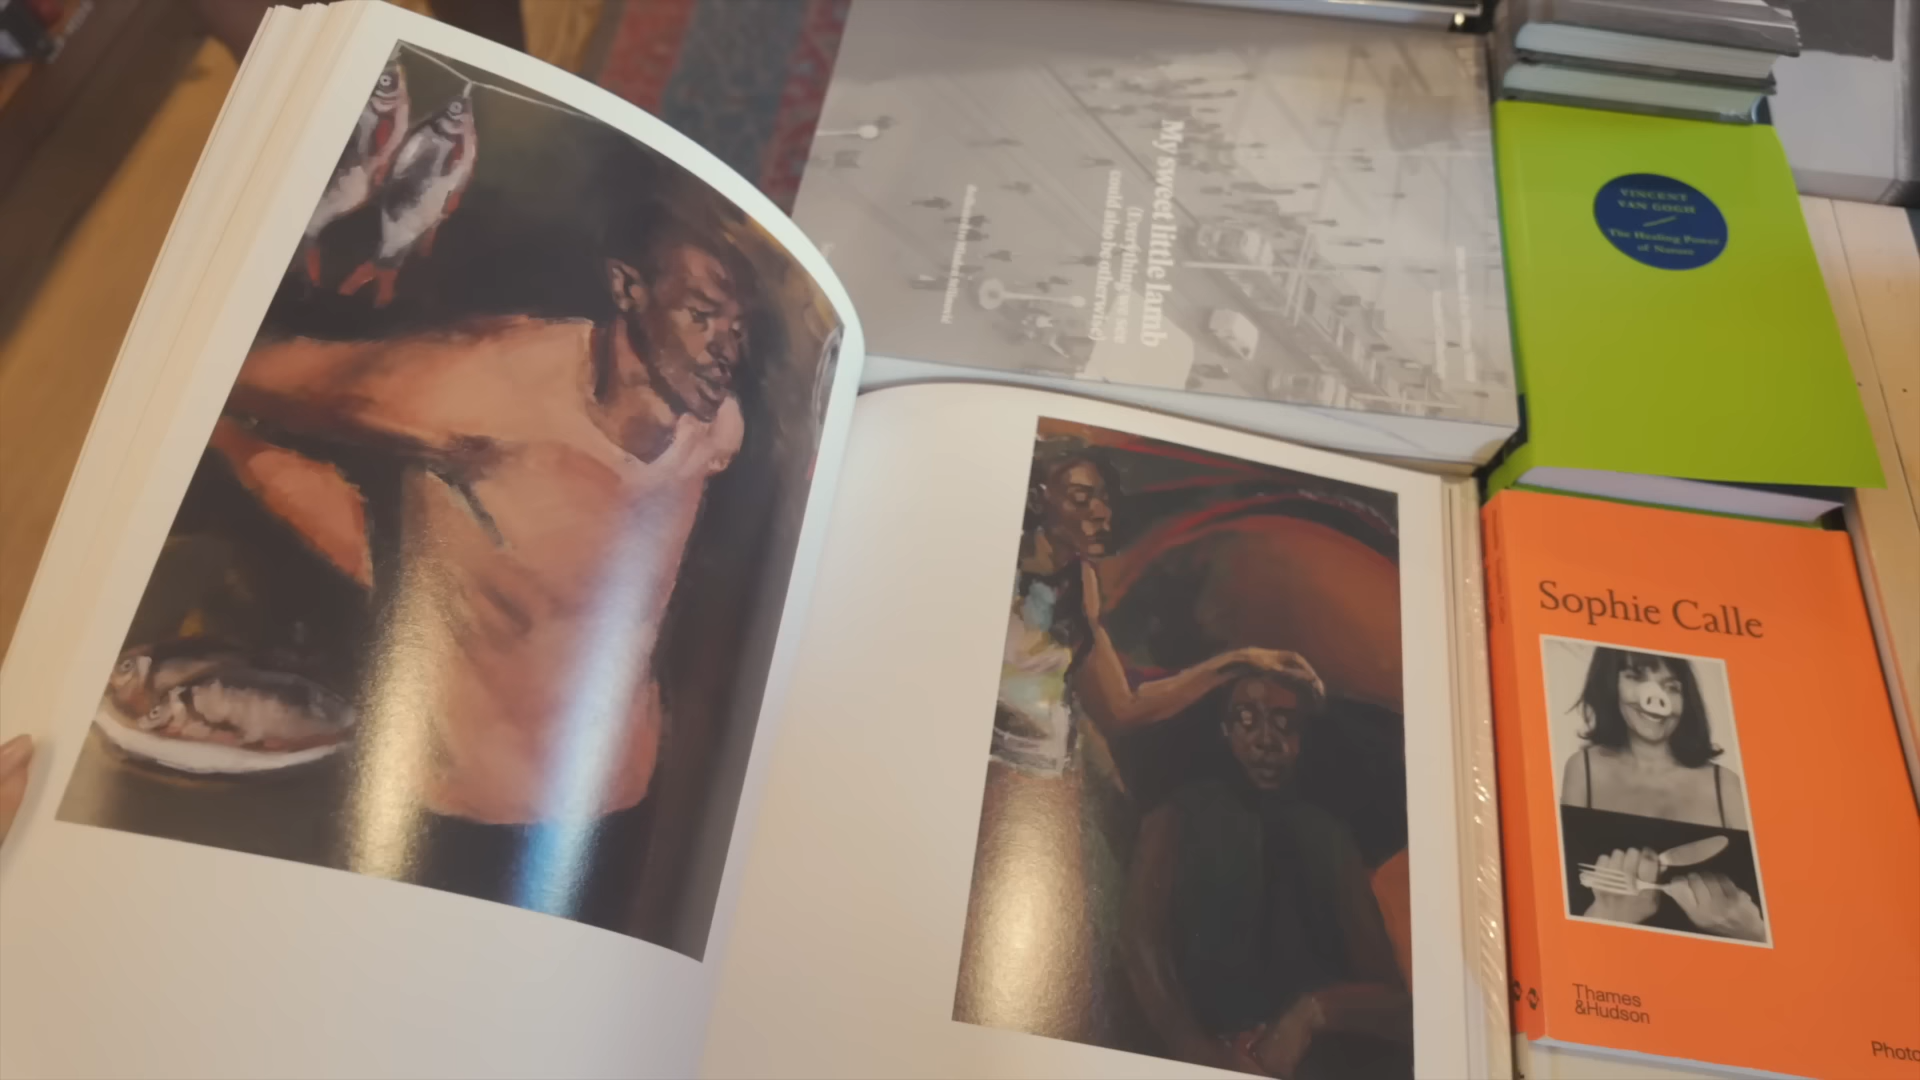 My sweet little lamb
(Everything we see
could also be otherwise)
VINCENT
VAN GOGH
The Healing Power
of Nature
Sophie Calle
Thames
&Hudson
Photo